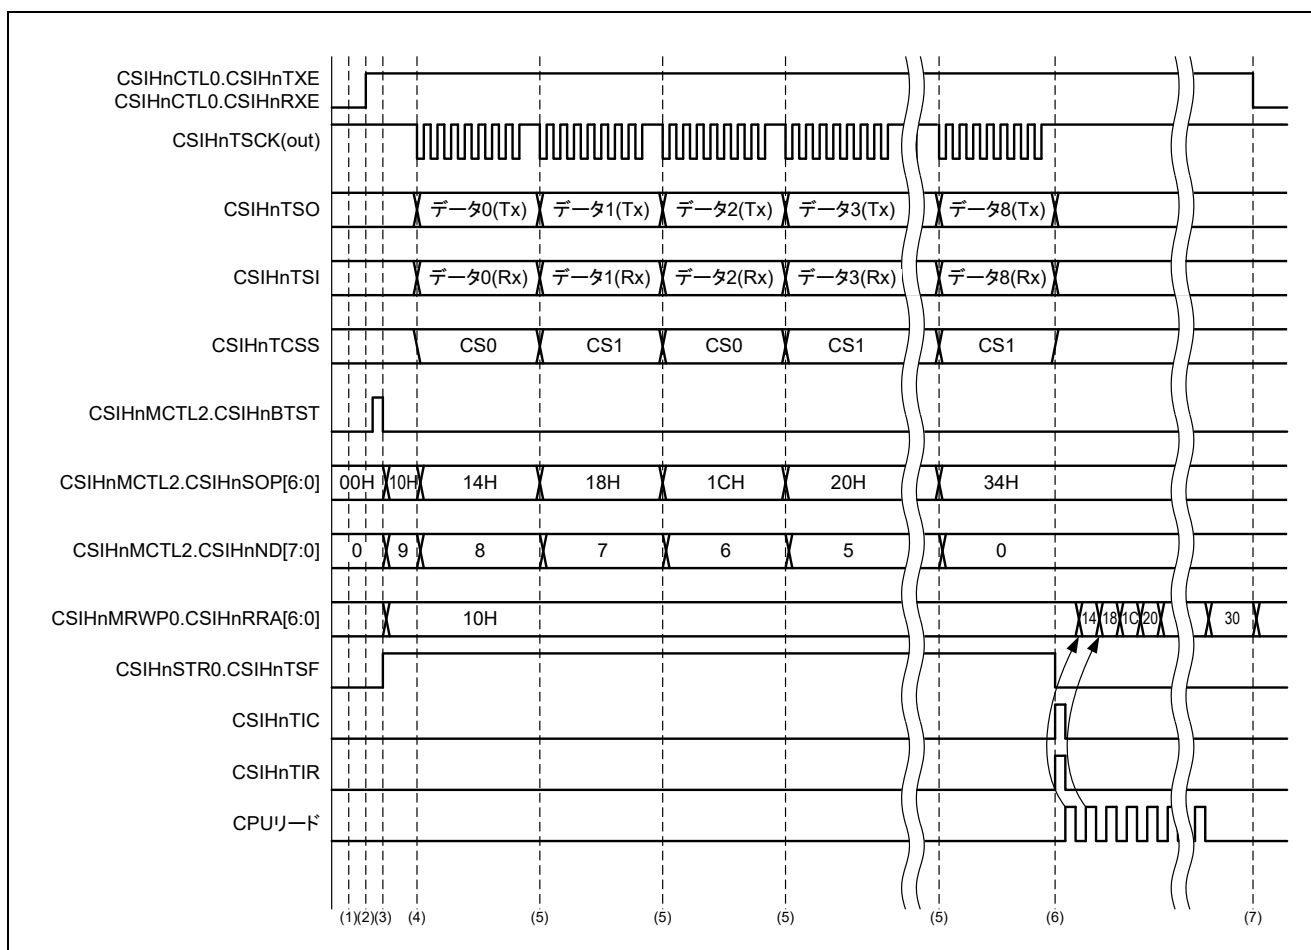 CSIHnCTL0.CSIHnTXE
CSIHnCTL0.CSIHnRXE
CSIHnTSCK(out)
CSIHnTSO データ0(Tx) データ1(Tx) データ2(Tx) データ3(Tx) データ8(Tx)
CSIHnTSI データ0(Rx) データ1(Rx) データ2(Rx) データ3(Rx) データ8(Rx)
CSIHnTCSS CS0 CS1 CS0 CS1 CS1
CSIHnMCTL2.CSIHnBTST
CSIHnMCTL2.CSIHnSOP[6:0] 00H 10H 14H 18H 1CH 20H 34H
CSIHnMCTL2.CSIHnND[7:0] 0 9 8 7 6 5 0
CSIHnMRWP0.CSIHnRRA[6:0] 10H 14 18 1C 20 30
CSIHnSTR0.CSIHnTSF
CSIHnTIC
CSIHnTIR
CPUリード
(1) (2) (3) (4) (5) (5) (5) (5) (6) (7)